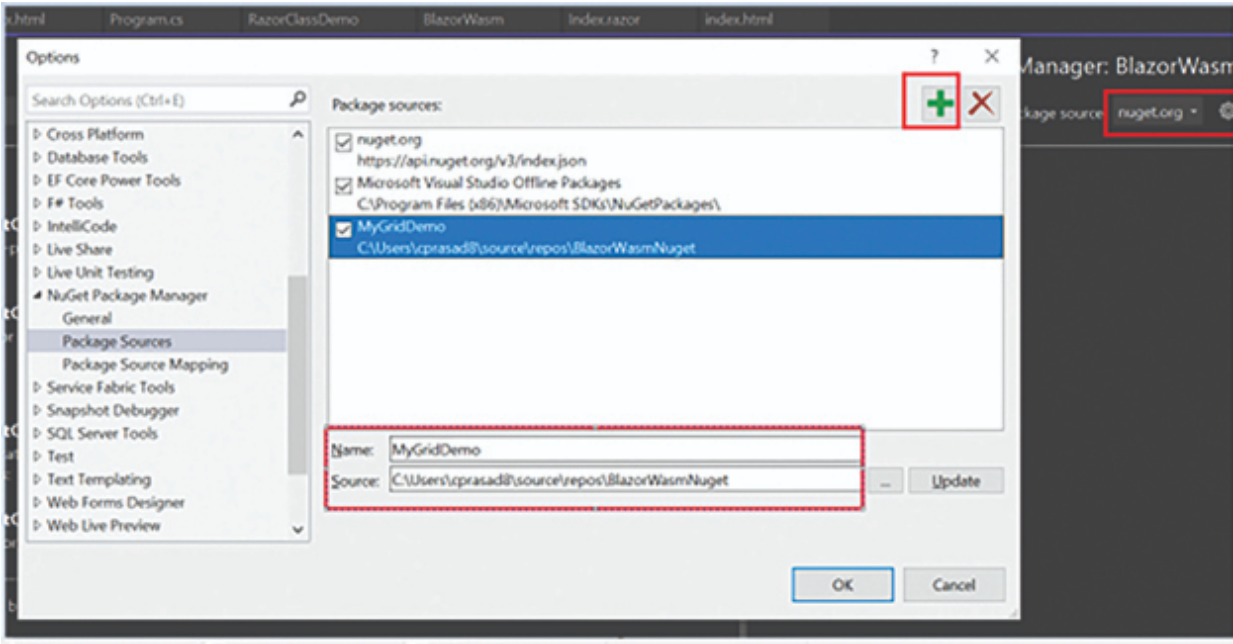 x.html Program.cs RazorClassDemo BlazorWasm Index.razor index.html
Options ? ×
Manager: BlazorWasm
Search Options (Ctrl+E)
Package sources:
kage source nuget.org
Cross Platform
Database Tools
EF Core Power Tools
F# Tools
IntelliCode
Live Share
Live Unit Testing
NuGet Package Manager
General
Package Sources
Package Source Mapping
Service Fabric Tools
Snapshot Debugger
SQL Server Tools
Test
Text Templating
Web Forms Designer
Web Live Preview
nuget.org
https://api.nuget.org/v3/index.json
Microsoft Visual Studio Offline Packages
C:\Program Files (x86)\Microsoft SDKs\NuGetPackages\
MyGridDemo
C:\Users\cprasad8\source\repos\BlazorWasmNuget
Name: MyGridDemo
Source: C:\Users\cprasad8\source\repos\BlazorWasmNuget ... Update
OK Cancel